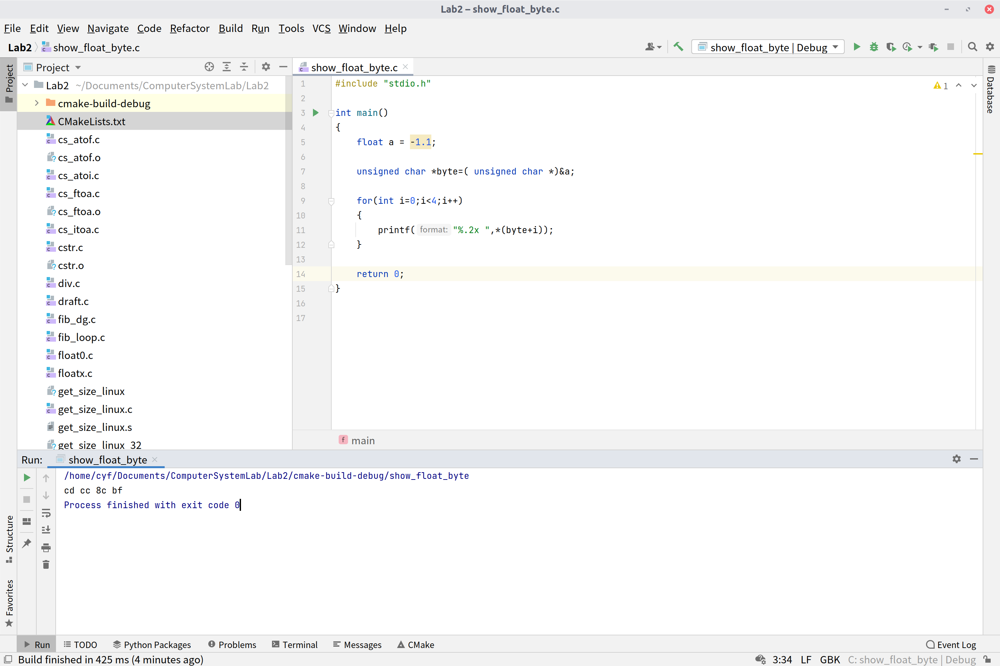 Lab2 – show_float_byte.c
File Edit View Navigate Code Refactor Build Run Tools VCS Window Help
Lab2 show_float_byte.c show_float_byte | Debug
Project
Project
Structure
Favorites
Database
Lab2 ~/Documents/ComputerSystemLab/Lab2
cmake-build-debug
CMakeLists.txt
cs_atof.c
cs_atof.o
cs_atoi.c
cs_ftoa.c
cs_ftoa.o
cs_itoa.c
cstr.c
cstr.o
div.c
draft.c
fib_dg.c
fib_loop.c
float0.c
floatx.c
get_size_linux
get_size_linux.c
get_size_linux.s
get_size_linux_32
show_float_byte.c
1 #include "stdio.h"
1
2
3 int main()
4 {
5 float a = -1.1;
6
7 unsigned char *byte=( unsigned char *)&a;
8
9 for(int i=0;i<4;i++)
10 {
11 printf( format: "%.2x ",*(byte+i));
12 }
13
14 return 0;
15 }
16
17
f main
Run: show_float_byte
/home/cyf/Documents/ComputerSystemLab/Lab2/cmake-build-debug/show_float_byte
cd cc 8c bf
Process finished with exit code 0
Run TODO Python Packages Problems Terminal Messages CMake Event Log
Build finished in 425 ms (4 minutes ago) 3:34 LF GBK C: show_float_byte | Debug